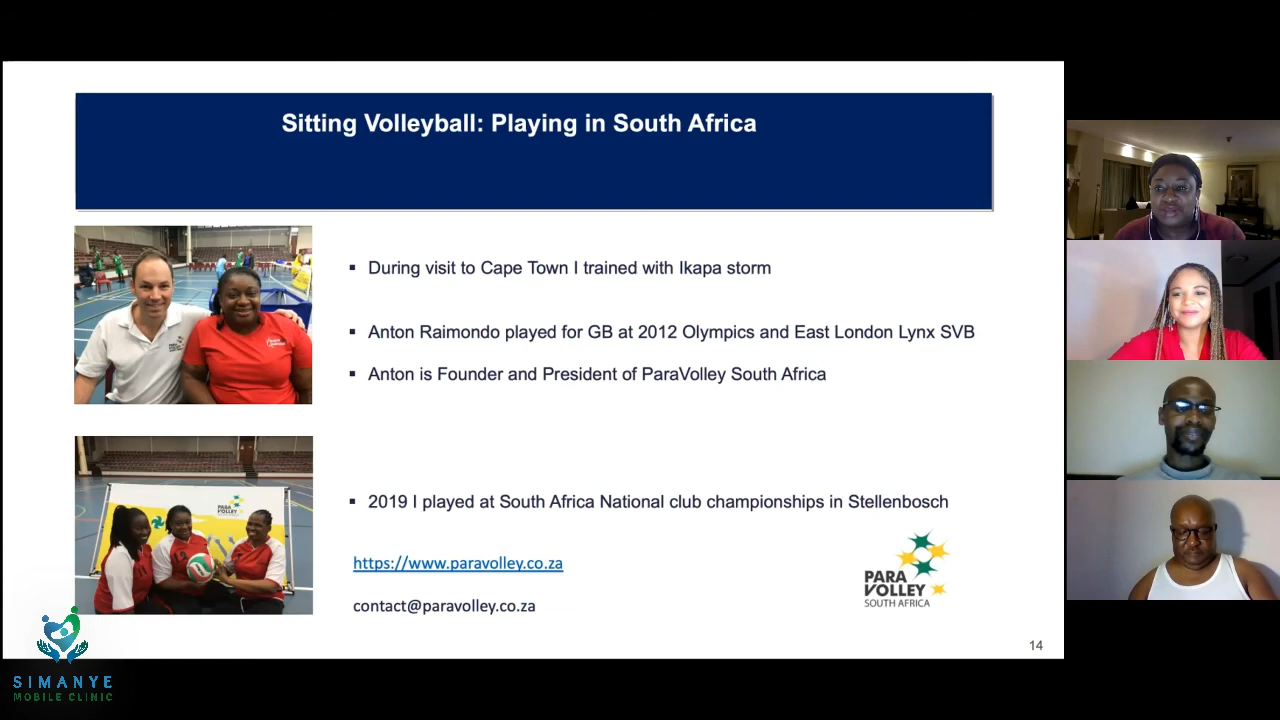 Sitting Volleyball: Playing in South Africa
During visit to Cape Town I trained with Ikapa storm
Anton Raimondo played for GB at 2012 Olympics and East London Lynx SVB
Anton is Founder and President of ParaVolley South Africa
2019 I played at South Africa National club championships in Stellenbosch
https://www.paravolley.co.za
contact@paravolley.co.za
PARA
VOLLEY
SOUTH AFRICA
14
PARA
VOLLEY
SIMANYE
MOBILE CLINIC